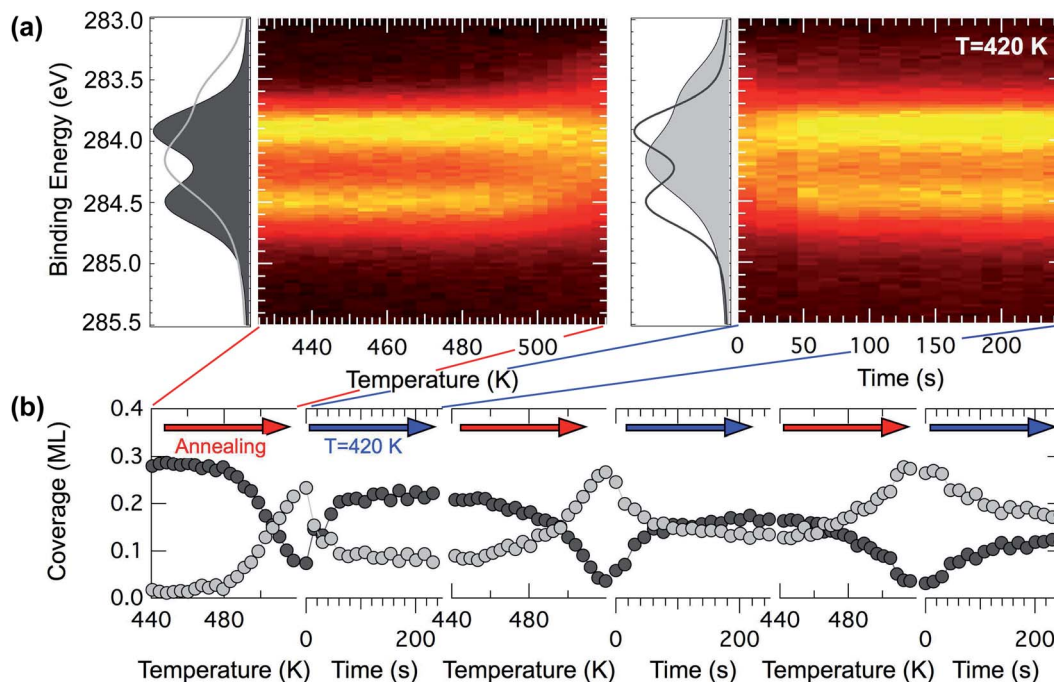 (a)
283.0
283.5
284.0
284.5
285.0
285.5
Binding Energy (eV)
T=420 K
440 460 480 500
0 50 100 150 200
Temperature (K)
Time (s)
(b)
0.4
0.3
0.2
0.1
0.0
Coverage (ML)
Annealing
T=420 K
440 480 0 200 440 480 0 200 440 480 0 200
Temperature (K) Time (s) Temperature (K) Time (s) Temperature (K) Time (s)